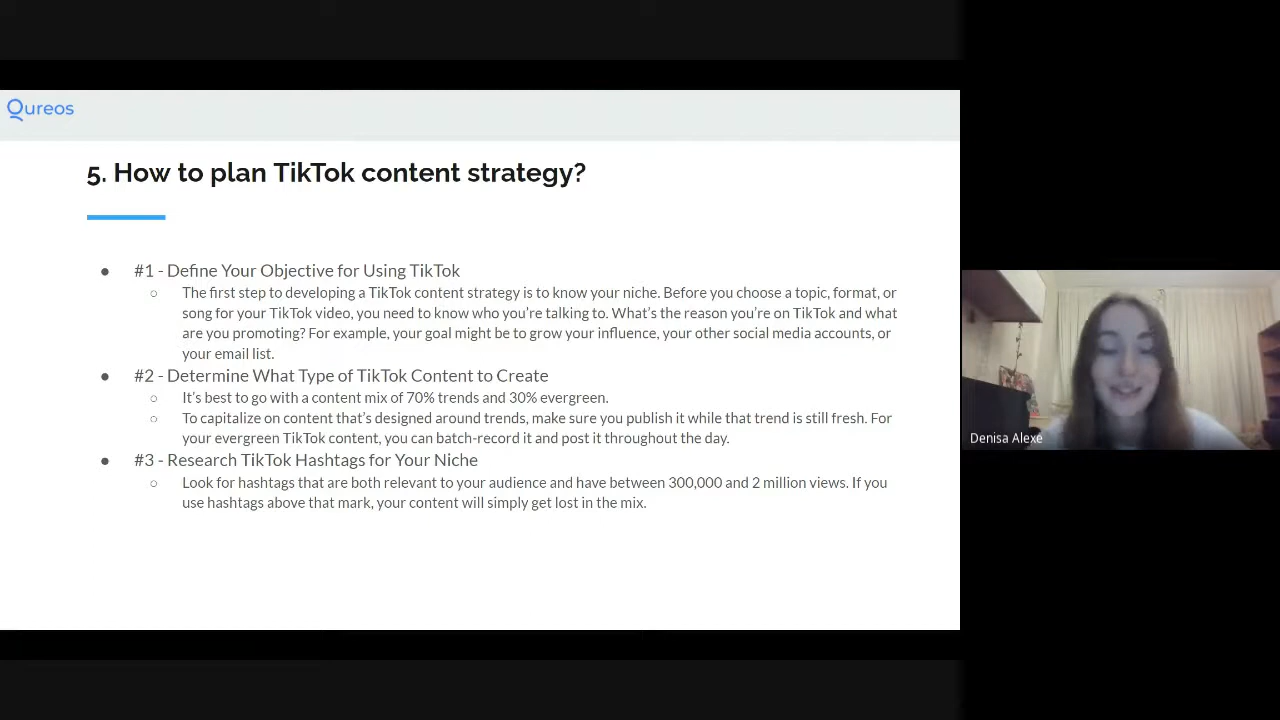 Qureos
5. How to plan TikTok content strategy?
● #1 - Define Your Objective for Using TikTok
○ The first step to developing a TikTok content strategy is to know your niche. Before you choose a topic, format, or
song for your TikTok video, you need to know who you're talking to. What's the reason you're on TikTok and what
are you promoting? For example, your goal might be to grow your influence, your other social media accounts, or
your email list.
● #2 - Determine What Type of TikTok Content to Create
○ It's best to go with a content mix of 70% trends and 30% evergreen.
○ To capitalize on content that's designed around trends, make sure you publish it while that trend is still fresh. For
your evergreen TikTok content, you can batch-record it and post it throughout the day.
● #3 - Research TikTok Hashtags for Your Niche
○ Look for hashtags that are both relevant to your audience and have between 300,000 and 2 million views. If you
use hashtags above that mark, your content will simply get lost in the mix.
Denisa Alexe